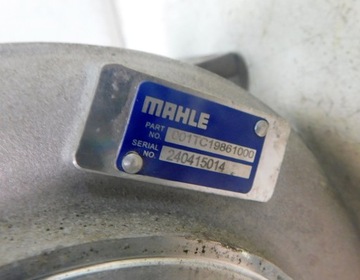 MAHLE
PART NO. 001TC19861000
SERIAL NO. 240415014